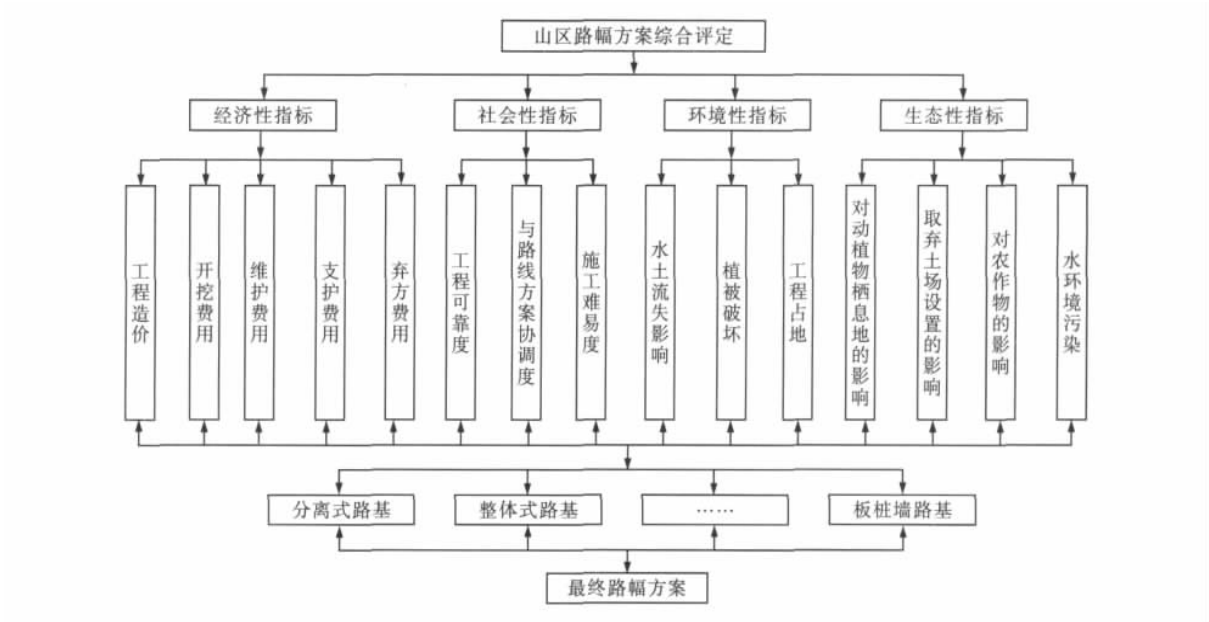 山区路幅方案综合评定
经济性指标
社会性指标
环境性指标
生态性指标
工程造价
开挖费用
维护费用
支护费用
弃方费用
工程可靠度
与路线方案协调度
施工难易度
水土流失影响
植被破坏
工程占地
对动植物栖息地的影响
取弃土场设置的影响
对农作物的影响
水环境污染
分离式路基
整体式路基
……
板桩墙路基
最终路幅方案